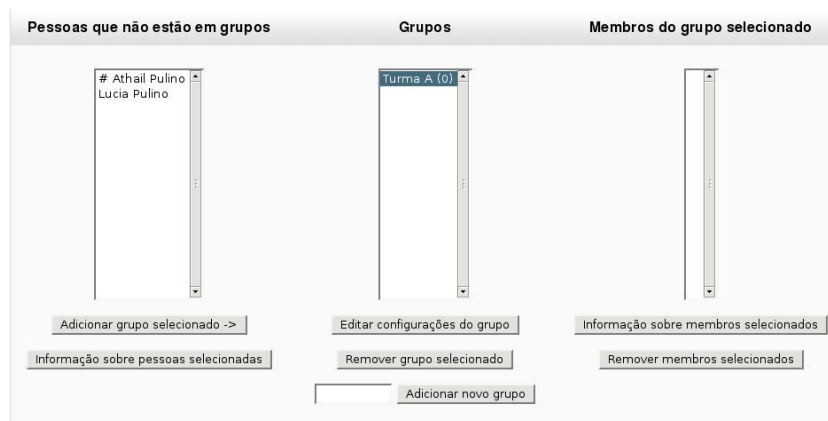 Pessoas que não estão em grupos
Grupos
Membros do grupo selecionado
# Athail Pulino
Lucia Pulino
Turma A (0)
Adicionar grupo selecionado ->
Editar configurações do grupo
Informação sobre membros selecionados
Informação sobre pessoas selecionadas
Remover grupo selecionado
Remover membros selecionados
Adicionar novo grupo